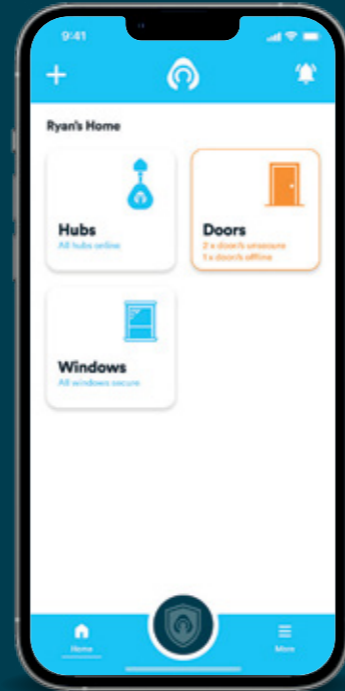 9:41
Ryan's Home
Hubs
All hubs online
Doors
2 x door/s unsecure
1 x door/s offline
Windows
All windows secure
Home
More